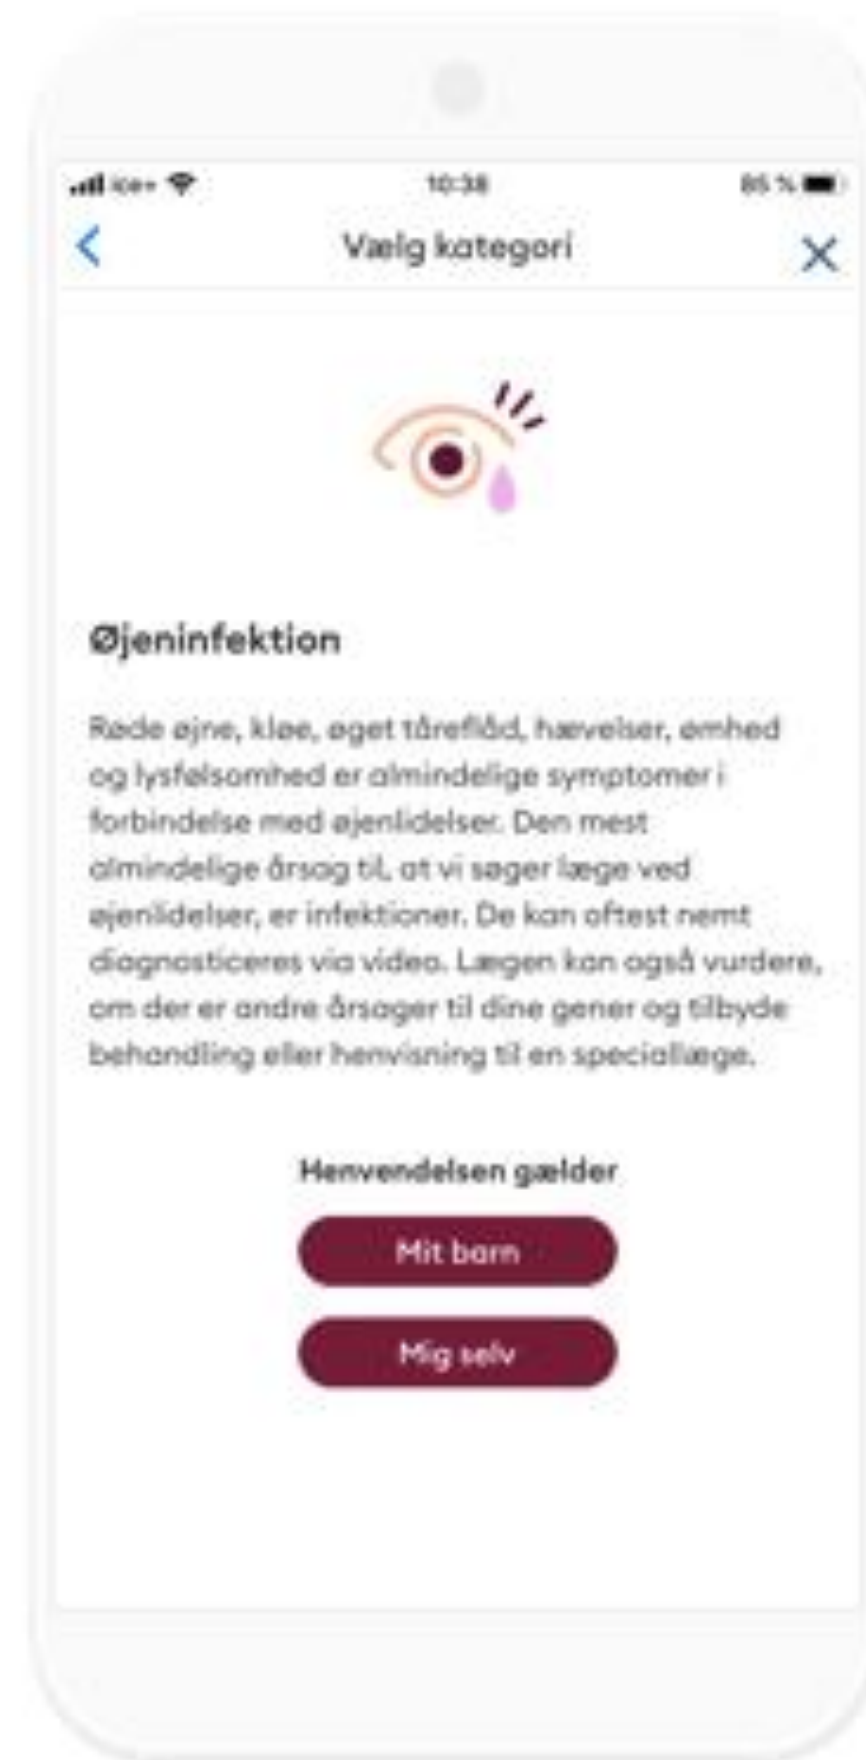 ice+ 10:38 85 %
Vælg kategori
Øjeninfektion
Røde øjne, kløe, øget tåreflåd, hævelser, ømhed
og lysfølsomhed er almindelige symptomer i
forbindelse med øjenlidelser. Den mest
almindelige årsag til, at vi søger læge ved
øjenlidelser, er infektioner. De kan oftest nemt
diagnosticeres via video. Lægen kan også vurdere,
om der er andre årsager til dine gener og tilbyde
behandling eller henvisning til en speciallæge.
Henvendelsen gælder
Mit barn
Mig selv